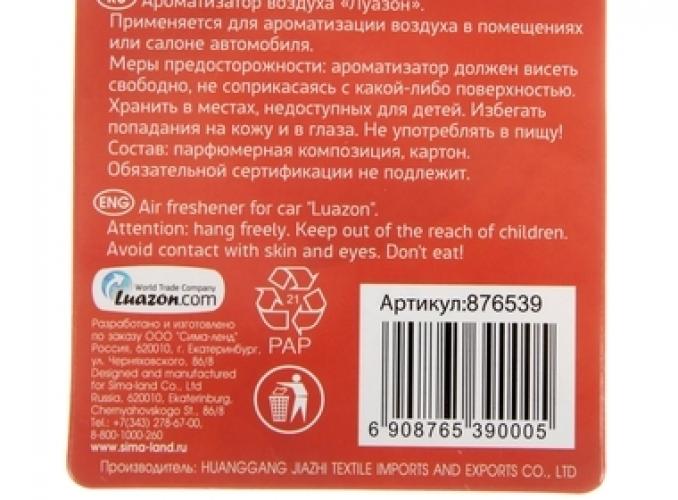 RU Ароматизатор воздуха «Луазон».
Применяется для ароматизации воздуха в помещениях
или салоне автомобиля.
Меры предосторожности: ароматизатор должен висеть
свободно, не соприкасаясь с какой-либо поверхностью.
Хранить в местах, недоступных для детей. Избегать
попадания на кожу и в глаза. Не употреблять в пищу!
Состав: парфюмерная композиция, картон.
Обязательной сертификации не подлежит.
ENG Air freshener for car "Luazon".
Attention: hang freely. Keep out of the reach of children.
Avoid contact with skin and eyes. Don't eat!
World Trade Company
Luazon.com
Разработано и изготовлено
по заказу ООО "Сима-ленд"
Россия, 620010, г. Екатеринбург,
ул. Черняховского, 86/8
Designed and manufactured
for Sima-land Co., Ltd
Russia, 620010, Ekaterinburg,
Chernyahovskogo St., 86/8
Tel.: +7(343) 278-67-00,
8-800-1000-260
www.sima-land.ru
21
PAP
Артикул:876539
6 908765 390005
Производитель: HUANGGANG JIAZHI TEXTILE IMPORTS AND EXPORTS CO., LTD